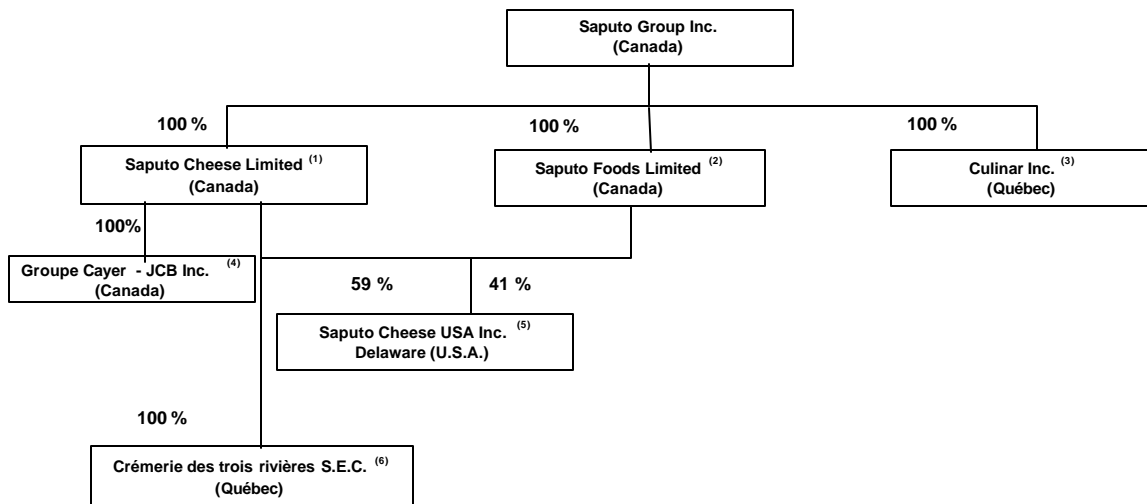 Saputo Group Inc.
(Canada)
100 %
100 %
100 %
Saputo Cheese Limited (1)
(Canada)
Saputo Foods Limited (2)
(Canada)
Culinar Inc. (3)
(Québec)
100%
Groupe Cayer - JCB Inc. (4)
(Canada)
59 %
41 %
Saputo Cheese USA Inc. (5)
Delaware (U.S.A.)
100 %
Crémerie des trois rivières S.E.C. (6)
(Québec)